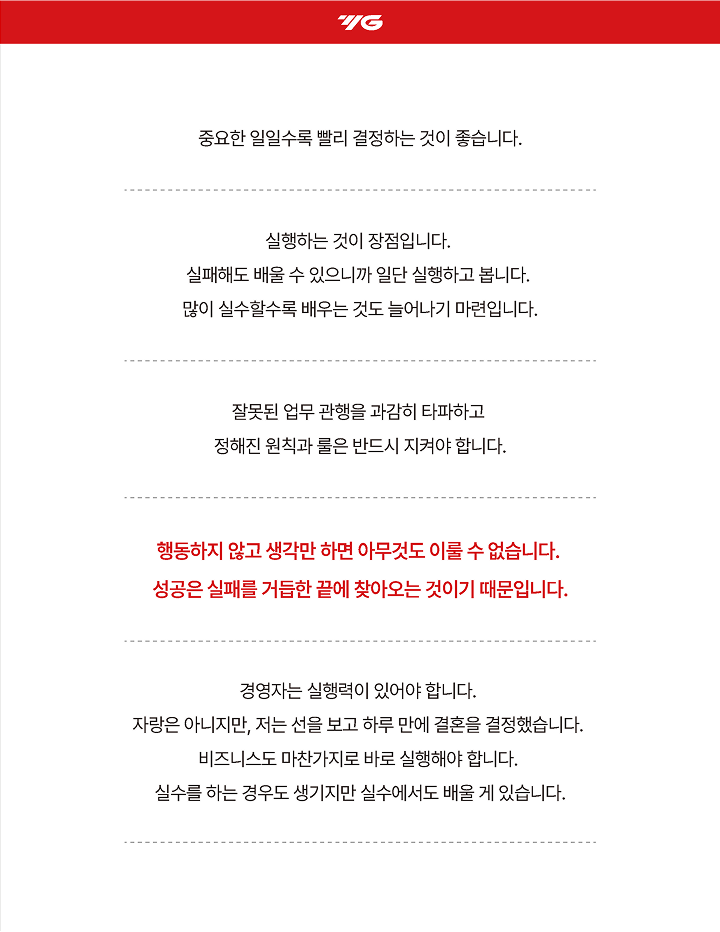 YG
중요한 일일수록 빨리 결정하는 것이 좋습니다.
실행하는 것이 장점입니다.
실패해도 배울 수 있으니까 일단 실행하고 봅니다.
많이 실수할수록 배우는 것도 늘어나기 마련입니다.
잘못된 업무 관행을 과감히 타파하고
정해진 원칙과 룰은 반드시 지켜야 합니다.
행동하지 않고 생각만 하면 아무것도 이룰 수 없습니다.
성공은 실패를 거듭한 끝에 찾아오는 것이기 때문입니다.
경영자는 실행력이 있어야 합니다.
자랑은 아니지만, 저는 선을 보고 하루 만에 결혼을 결정했습니다.
비즈니스도 마찬가지로 바로 실행해야 합니다.
실수를 하는 경우도 생기지만 실수에서도 배울 게 있습니다.